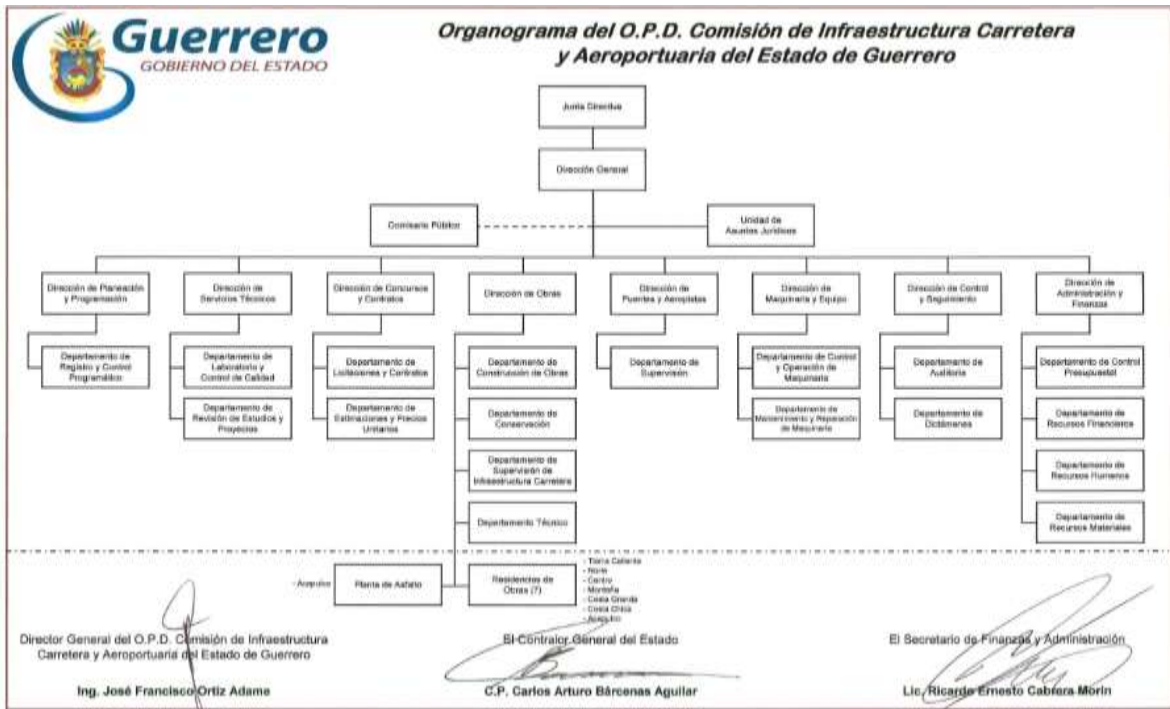 Guerrero
GOBIERNO DEL ESTADO
Organograma del O.P.D. Comisión de Infraestructura Carretera
y Aeroportuaria del Estado de Guerrero
Junta Directiva
Dirección General
Comisario Público
Unidad de
Asuntos Jurídicos
Dirección de Planeación
y Programación
Dirección de
Servicios Técnicos
Dirección de Concursos
y Contratos
Dirección de Obras
Dirección de
Puentes y Aeropistas
Dirección de
Maquinaria y Equipo
Dirección de Control
y Seguimiento
Dirección de
Administración y
Finanzas
Departamento de
Registro y Control
Programático
Departamento de
Laboratorio y
Control de Calidad
Departamento de
Licitaciones y Contratos
Departamento de
Construcción de Obras
Departamento de
Supervisión
Departamento de Control
y Operación de
Maquinaria
Departamento de
Auditoría
Departamento de Control
Presupuestal
Departamento de
Revisión de Estudios y
Proyectos
Departamento de
Estimaciones y Precios
Unitarios
Departamento de
Conservación
Departamento de
Mantenimiento y Reparación
de Maquinaria
Departamento de
Dictámenes
Departamento de
Recursos Financieros
Departamento de
Supervisión de
Infraestructura Carretera
Departamento de
Recursos Humanos
Departamento Técnico
Departamento de
Recursos Materiales
- Acapulco
Planta de Asfalto
Residencias de
Obras (7)
- Tierra Caliente
- Norte
- Centro
- Montaña
- Costa Grande
- Costa Chica
- Acapulco
Director General del O.P.D. Comisión de Infraestructura
Carretera y Aeroportuaria del Estado de Guerrero
Ing. José Francisco Ortiz Adame
El Contralor General del Estado
C.P. Carlos Arturo Bárcenas Aguilar
El Secretario de Finanzas y Administración
Lic. Ricardo Ernesto Cabrera Morin